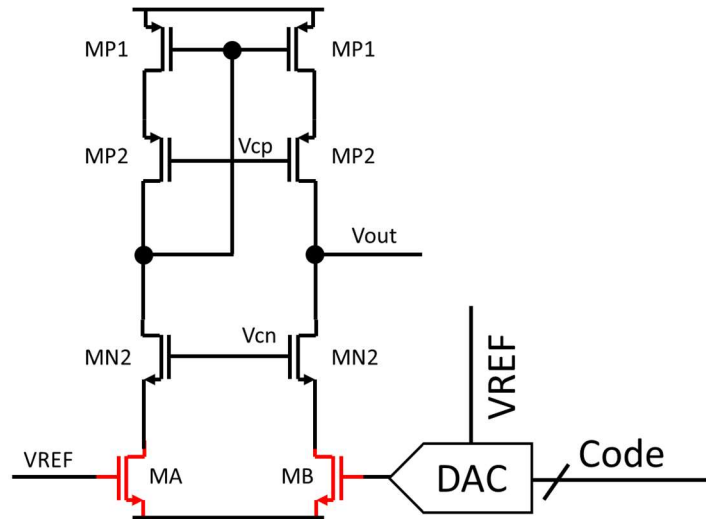 MP1 MP1
MP2 Vcp MP2
Vout
MN2 Vcn MN2
VREF
VREF MA MB DAC Code